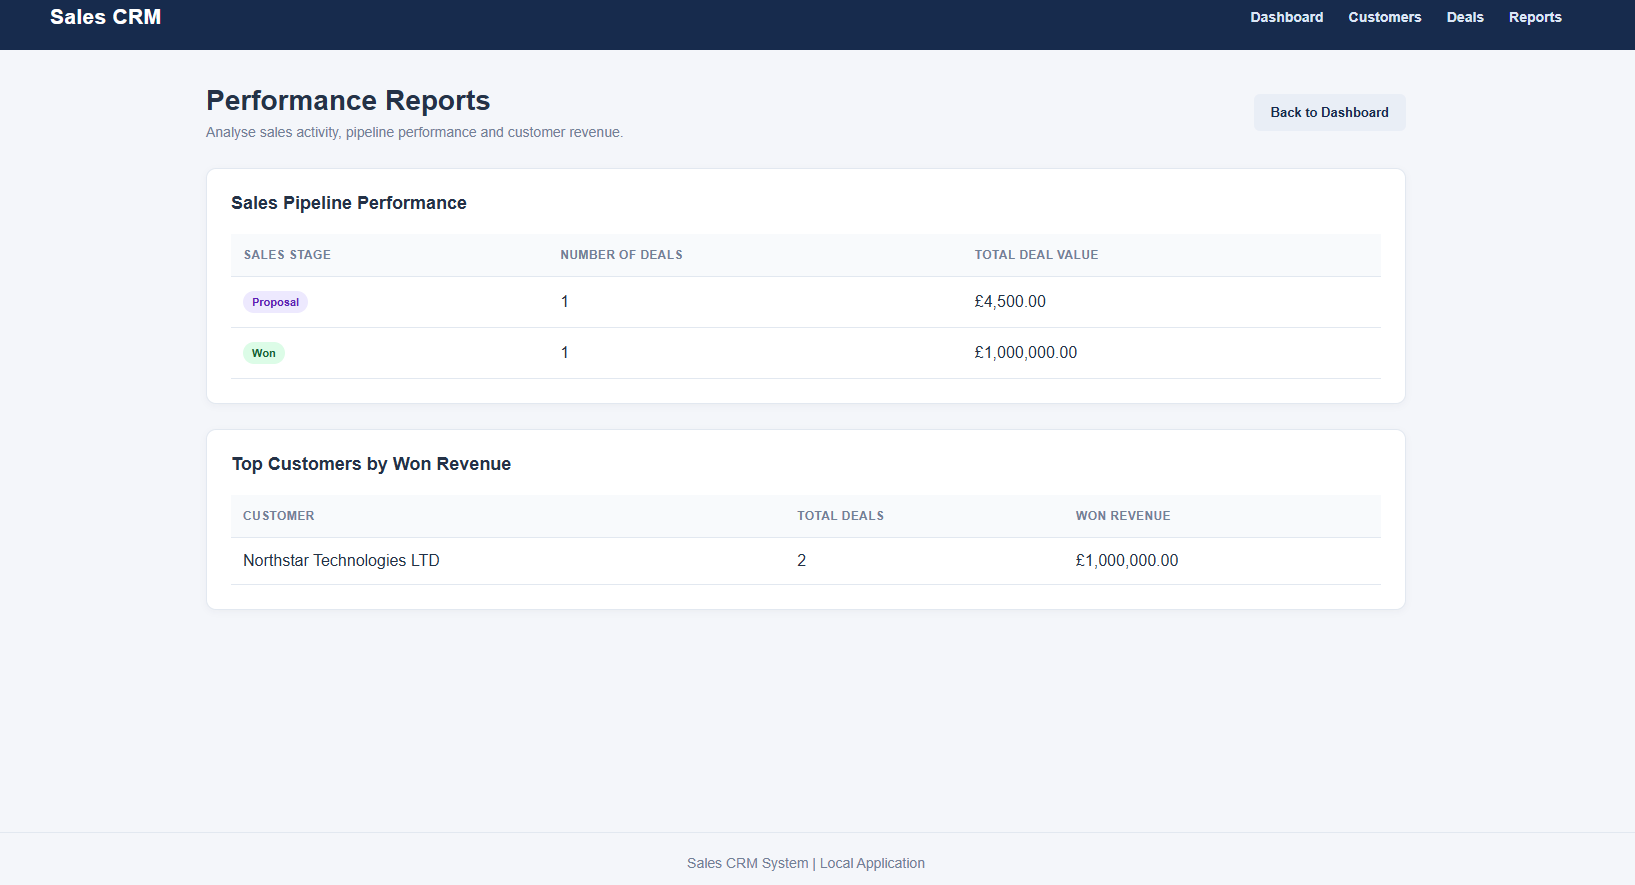 Sales CRM
Dashboard Customers Deals Reports
Performance Reports
Analyse sales activity, pipeline performance and customer revenue.
Back to Dashboard
Sales Pipeline Performance
SALES STAGE NUMBER OF DEALS TOTAL DEAL VALUE
Proposal 1 £4,500.00
Won 1 £1,000,000.00
Top Customers by Won Revenue
CUSTOMER TOTAL DEALS WON REVENUE
Northstar Technologies LTD 2 £1,000,000.00
Sales CRM System | Local Application